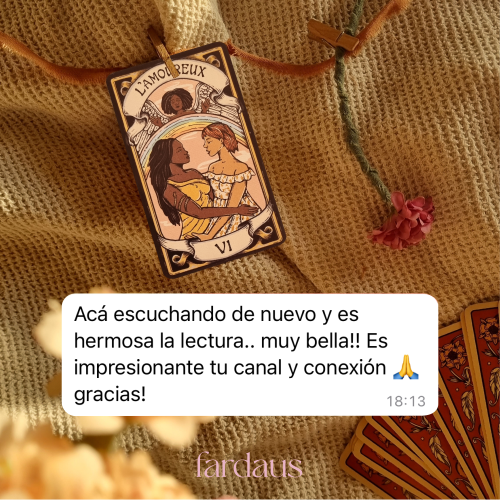 L'AMOUREUX
VI
Acá escuchando de nuevo y es
hermosa la lectura.. muy bella!! Es
impresionante tu canal y conexión 🙏
gracias!
18:13
fardaus